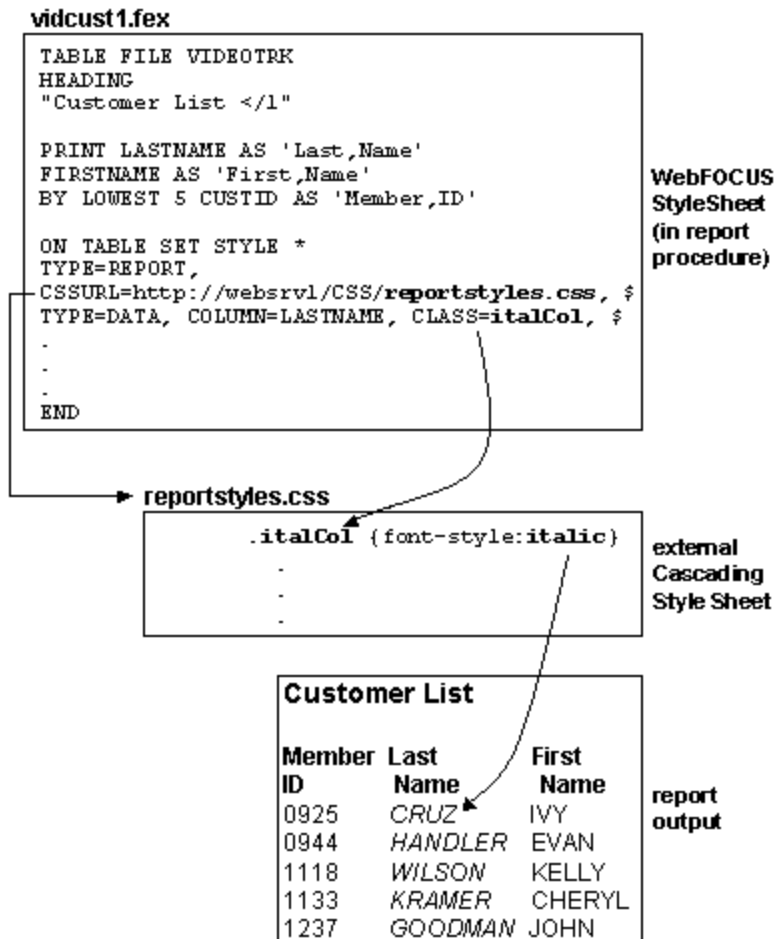 vidcust1.fex
TABLE FILE VIDEOTRK
HEADING
"Customer List </1"
PRINT LASTNAME AS 'Last,Name'
FIRSTNAME AS 'First,Name'
BY LOWEST 5 CUSTID AS 'Member,ID'
ON TABLE SET STYLE *
TYPE=REPORT,
CSSURL=http://websrv1/CSS/reportstyles.css, $
TYPE=DATA, COLUMN=LASTNAME, CLASS=italCol, $
.
.
.
END
WebFOCUS
StyleSheet
(in report
procedure)
reportstyles.css
.italCol {font-style:italic}
.
.
.
external
Cascading
Style Sheet
Customer List
Member Last First
ID Name Name
0925 CRUZ IVY
0944 HANDLER EVAN
1118 WILSON KELLY
1133 KRAMER CHERYL
1237 GOODMAN JOHN
report
output